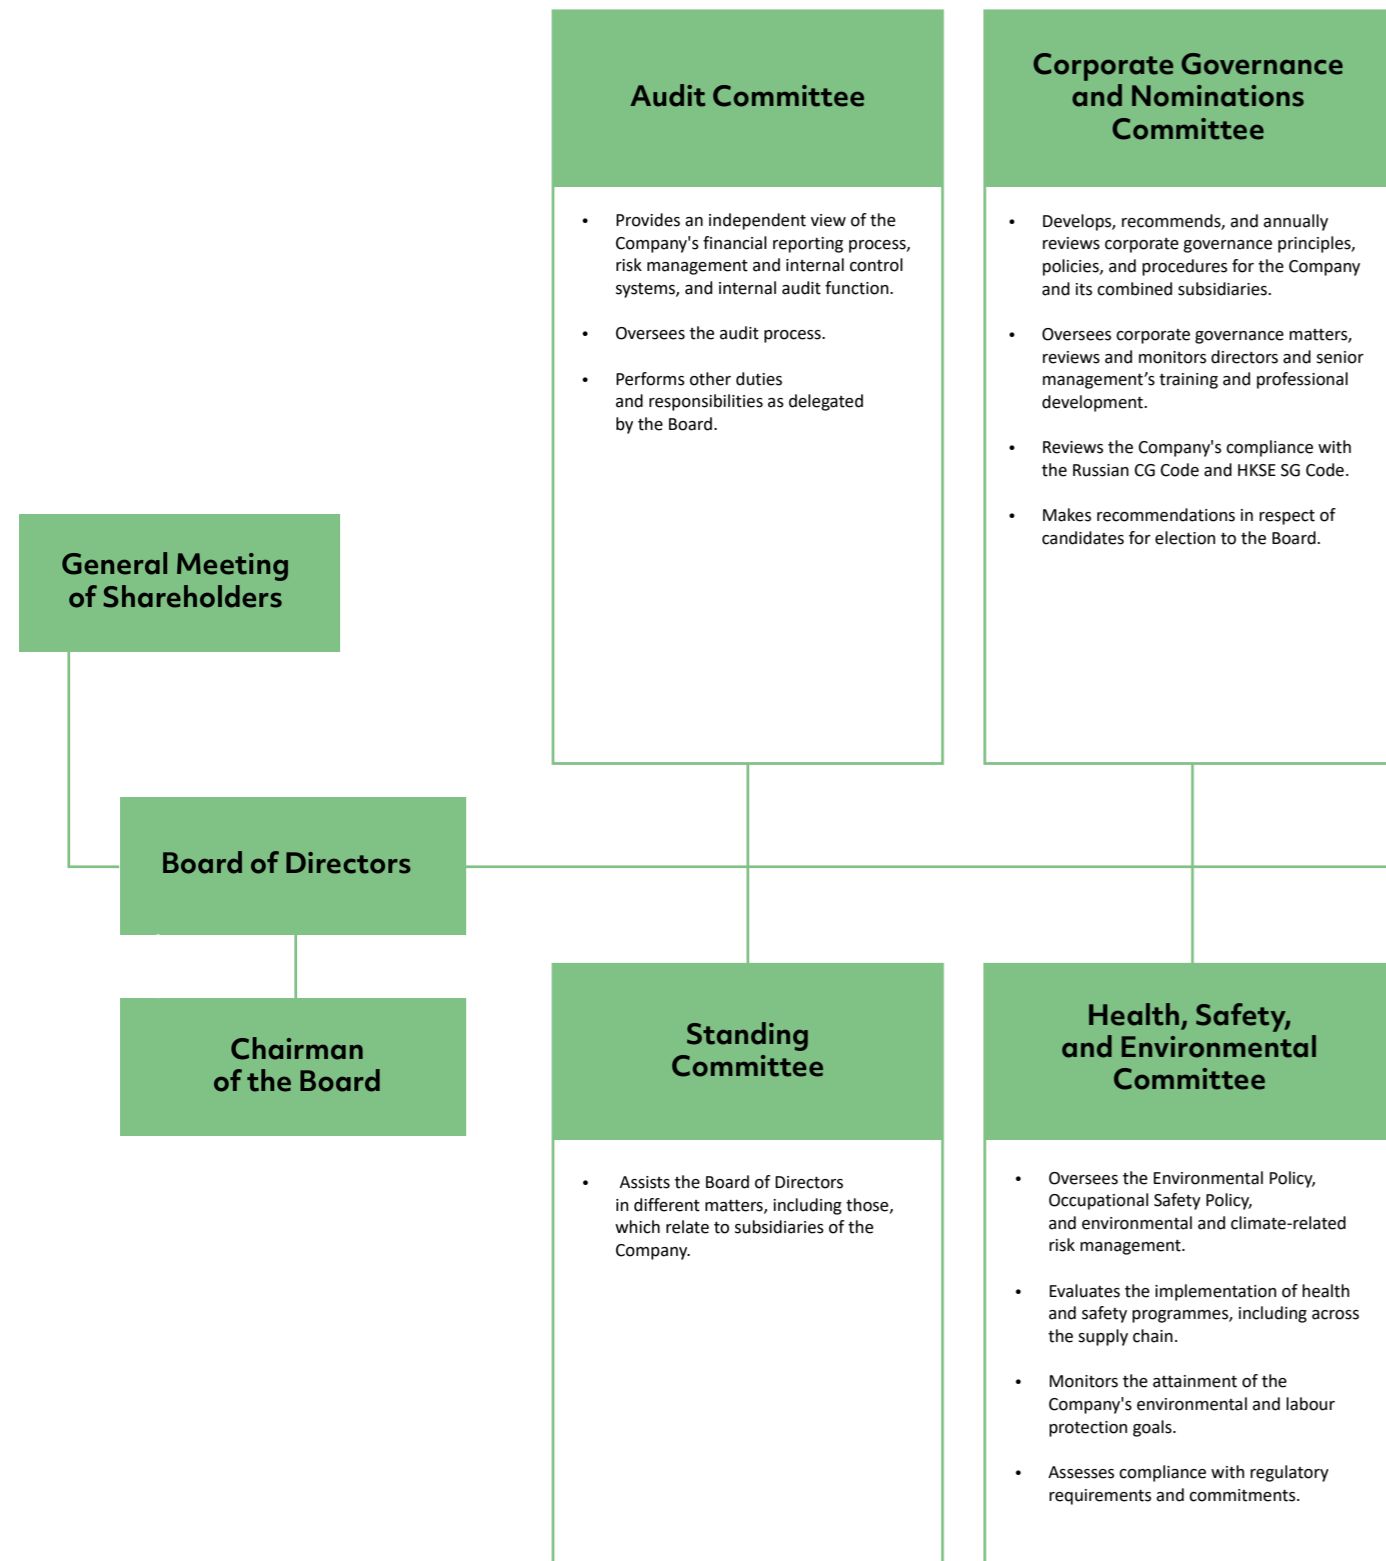 Audit Committee
• Provides an independent view of the
Company's financial reporting process,
risk management and internal control
systems, and internal audit function.
• Oversees the audit process.
• Performs other duties
and responsibilities as delegated
by the Board.
Corporate Governance
and Nominations
Committee
• Develops, recommends, and annually
reviews corporate governance principles,
policies, and procedures for the Company
and its combined subsidiaries.
• Oversees corporate governance matters,
reviews and monitors directors and senior
management’s training and professional
development.
• Reviews the Company's compliance with
the Russian CG Code and HKSE SG Code.
• Makes recommendations in respect of
candidates for election to the Board.
General Meeting
of Shareholders
Board of Directors
Chairman
of the Board
Standing
Committee
• Assists the Board of Directors
in different matters, including those,
which relate to subsidiaries of the
Company.
Health, Safety,
and Environmental
Committee
• Oversees the Environmental Policy,
Occupational Safety Policy,
and environmental and climate-related
risk management.
• Evaluates the implementation of health
and safety programmes, including across
the supply chain.
• Monitors the attainment of the
Company's environmental and labour
protection goals.
• Assesses compliance with regulatory
requirements and commitments.